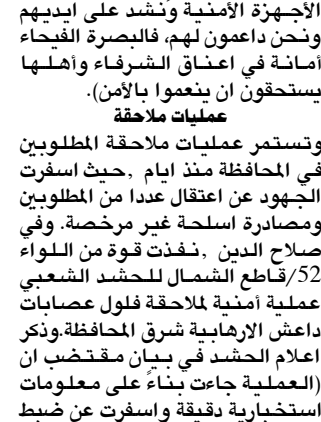 الأجهزة الأمنية ونشد على ايديهم
ونحن داعمون لهم، فالبصرة الفيحاء
أمانة في اعناق الشرفاء وأهلها
يستحقون ان ينعموا بالأمن).
عمليات ملاحقة
وتستمر عمليات ملاحقة المطلوبين
في المحافظة منذ ايام ,حيث اسفرت
الجهود عن اعتقال عددا من المطلوبين
ومصادرة اسلحة غير مرخصة. وفي
صلاح الدين ,نفذت قوة من اللواء
52/قاطع الشمال للحشد الشعبي
عملية أمنية لملاحقة فلول عصابات
داعش الارهابية شرق المحافظة.وذكر
اعلام الحشد في بيان مقتضب ان
(العملية جاءت بناءً على معلومات
استخبارية دقيقة واسفرت عن ضبط